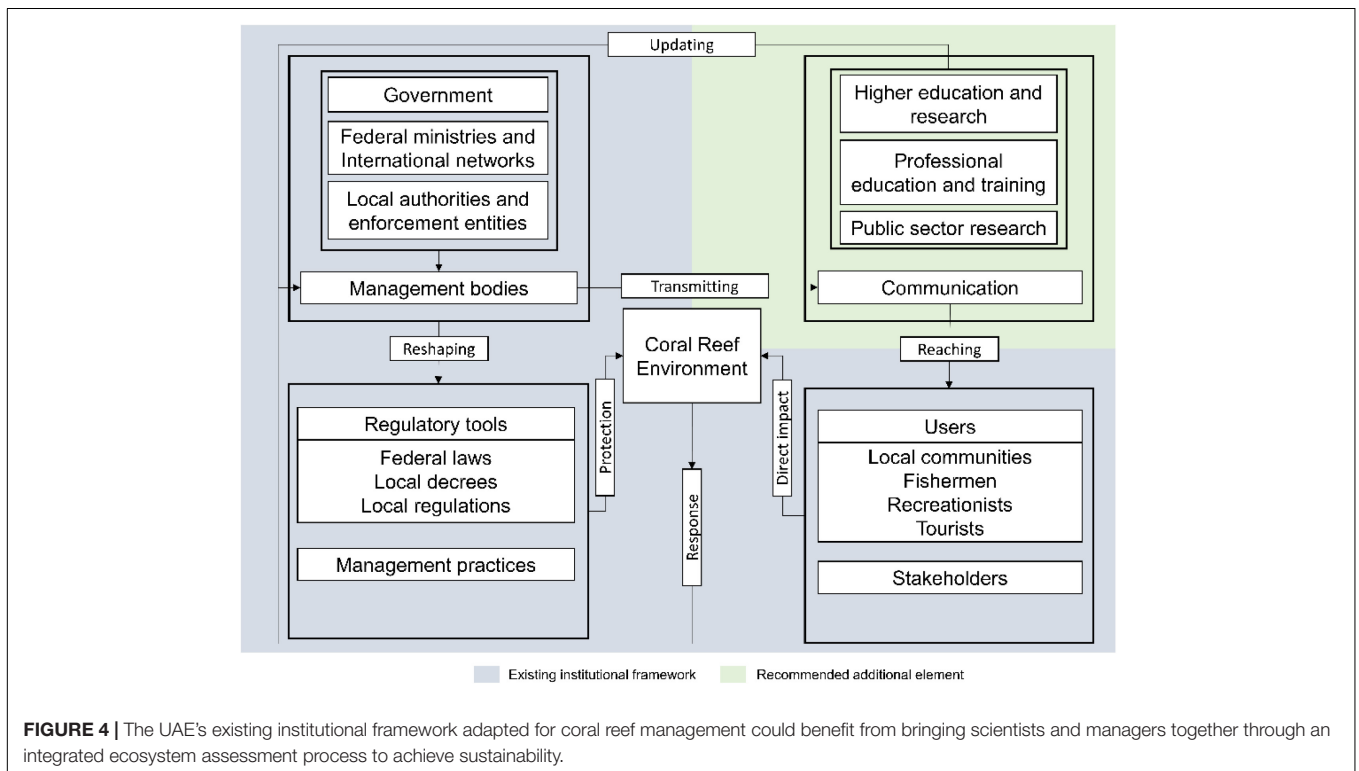 Updating
Government
Federal ministries and
International networks
Local authorities and
enforcement entities
Management bodies
Higher education and
research
Professional
education and training
Public sector research
Communication
Transmitting
Reshaping
Coral Reef
Environment
Reaching
Regulatory tools
Federal laws
Local decrees
Local regulations
Management practices
Protection
Response
Direct impact
Users
Local communities
Fishermen
Recreationists
Tourists
Stakeholders
Existing institutional framework
Recommended additional element
FIGURE 4 | The UAE's existing institutional framework adapted for coral reef management could benefit from bringing scientists and managers together through an
integrated ecosystem assessment process to achieve sustainability.